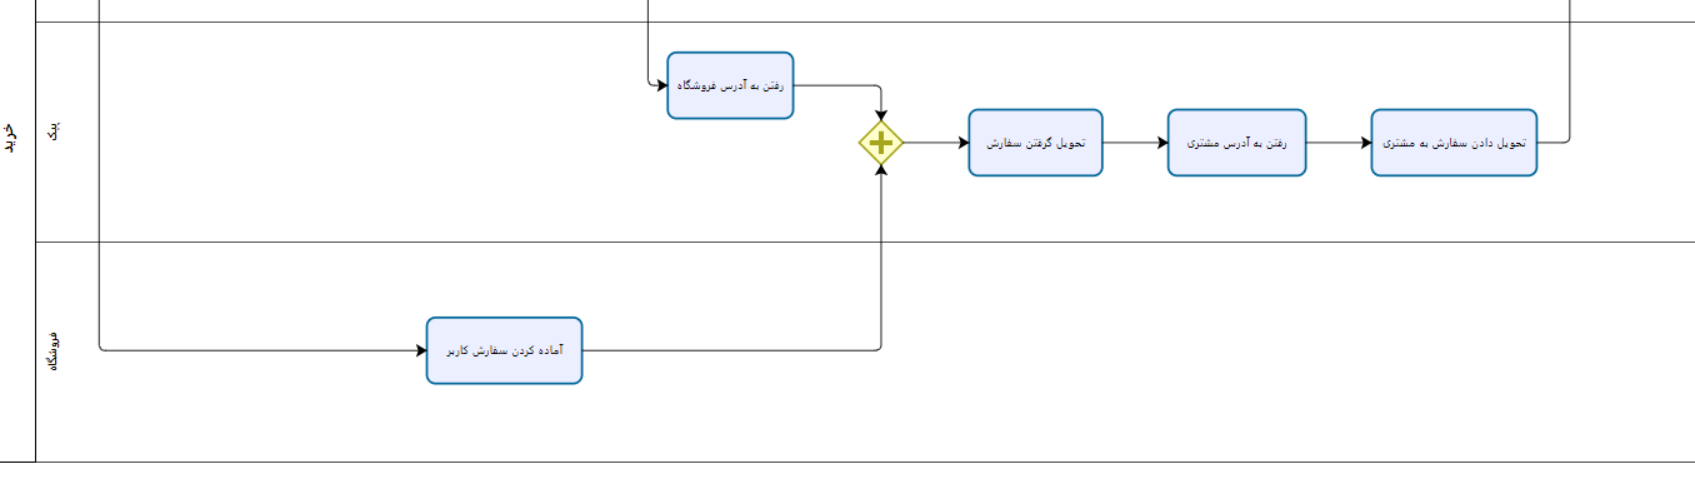 خرید
پیک
رفتن به آدرس فروشگاه
تحویل گرفتن سفارش
رفتن به آدرس مشتری
تحویل دادن سفارش به مشتری
فروشگاه
آماده کردن سفارش کاربر